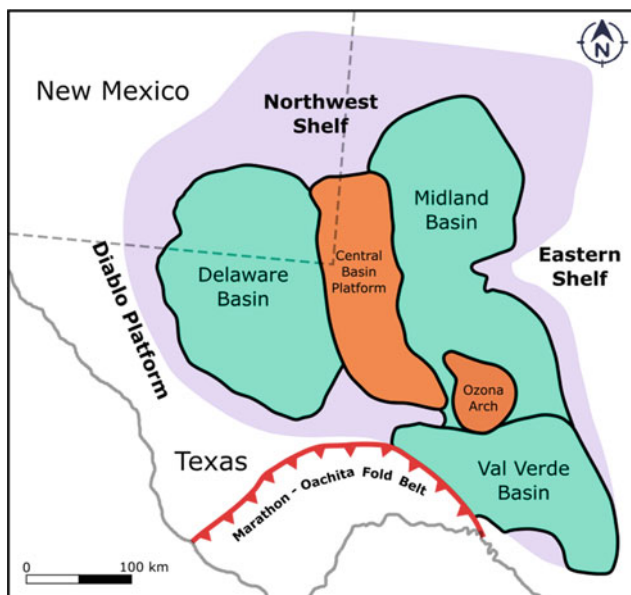 N
New Mexico
Northwest
Shelf
Midland
Basin
Eastern
Shelf
Central
Basin
Platform
Delaware
Basin
Diablo Platform
Ozona
Arch
Texas
Marathon - Oachita Fold Belt
Val Verde
Basin
0
100 km